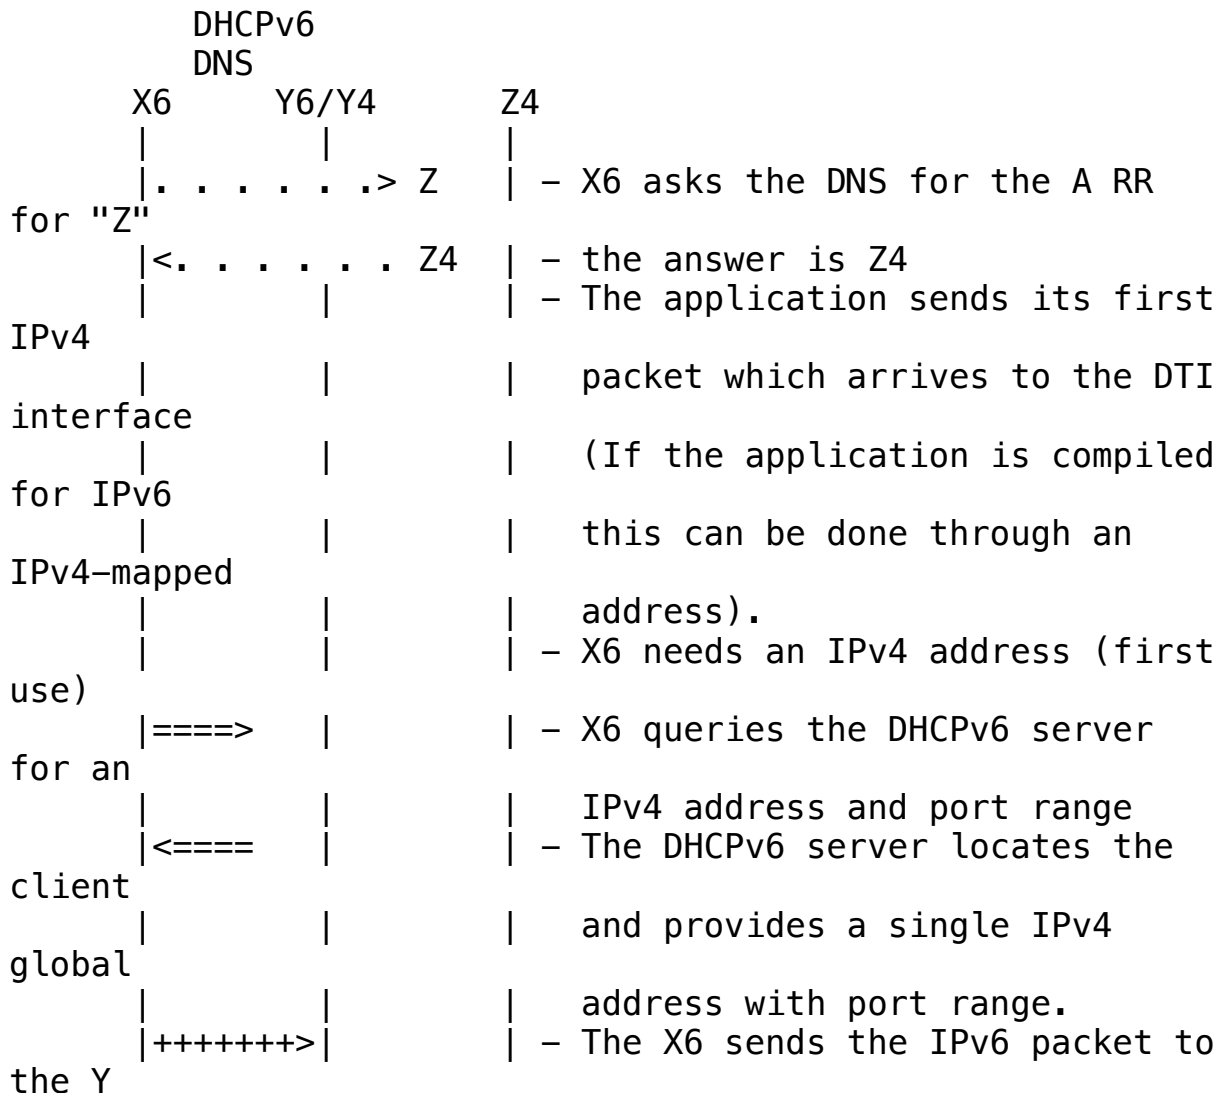 DHCPv6
         DNS
      X6     Y6/Y4      Z4
      |        |        |
      |. . . . . .> Z   | – X6 asks the DNS for the A RR
for "Z"
      |<. . . . . . Z4  | – the answer is Z4
      |        |        | – The application sends its first
IPv4
      |        |        |   packet which arrives to the DTI
interface
      |        |        |   (If the application is compiled
for IPv6
      |        |        |   this can be done through an
IPv4–mapped
      |        |        |   address).
      |        |        | – X6 needs an IPv4 address (first
use)
      |====>   |        | – X6 queries the DHCPv6 server
for an
      |        |        |   IPv4 address and port range
      |<====   |        | – The DHCPv6 server locates the
client
      |        |        |   and provides a single IPv4
global
      |        |        |   address with port range.
      |+++++++>|        | – The X6 sends the IPv6 packet to
the Y